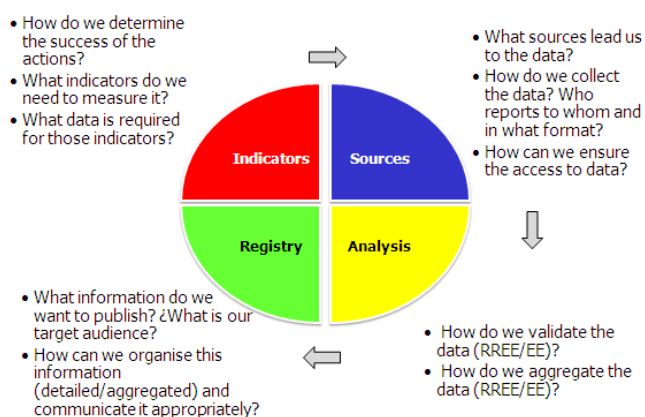 • How do we determine
the success of the
actions?
• What indicators do we
need to measure it?
• What data is required
for those indicators?
• What sources lead us
to the data?
• How do we collect
the data? Who
reports to whom and
in what format?
• How can we ensure
the access to data?
Indicators
Sources
Registry
Analysis
• What information do we
want to publish? ¿What is our
target audience?
• How can we organise this
information
(detailed/aggregated) and
communicate it appropriately?
• How do we validate the
data (RREE/EE)?
• How do we aggregate the
data (RREE/EE)?